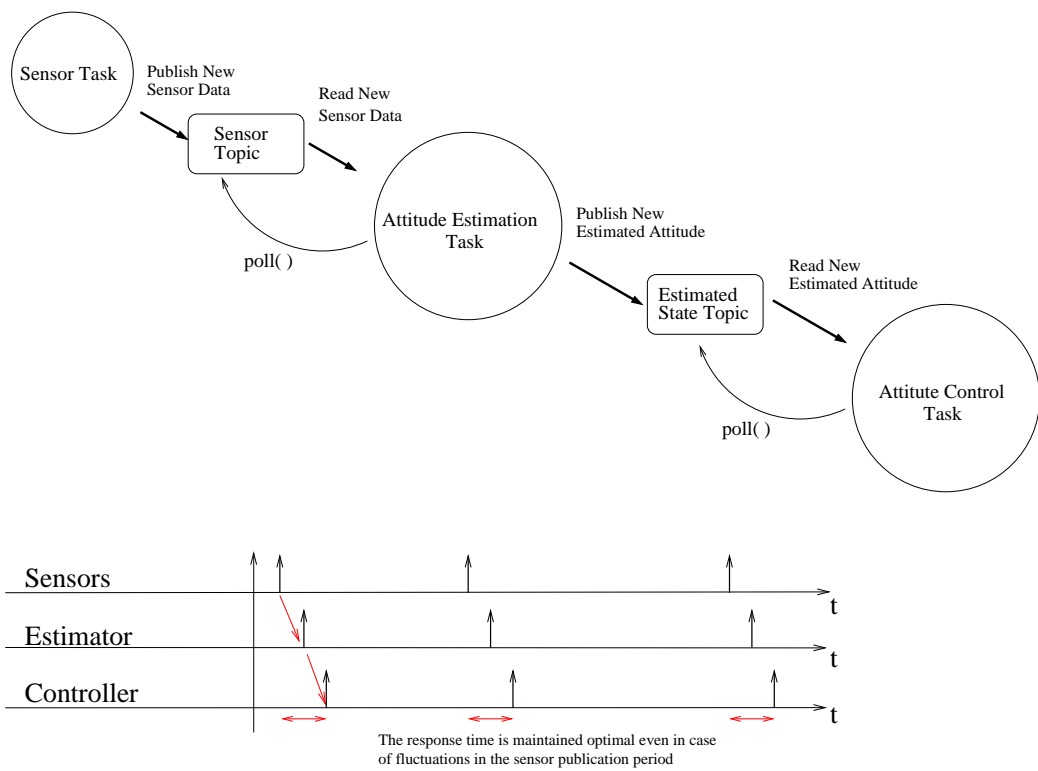 Sensor Task
Publish New
Sensor Data
Read New
Sensor Data
Sensor
Topic
poll( )
Attitude Estimation
Task
Publish New
Estimated Attitude
Estimated
State Topic
Read New
Estimated Attitude
poll( )
Attitute Control
Task
Sensors
t
Estimator
t
Controller
t
The response time is maintained optimal even in case
of fluctuations in the sensor publication period